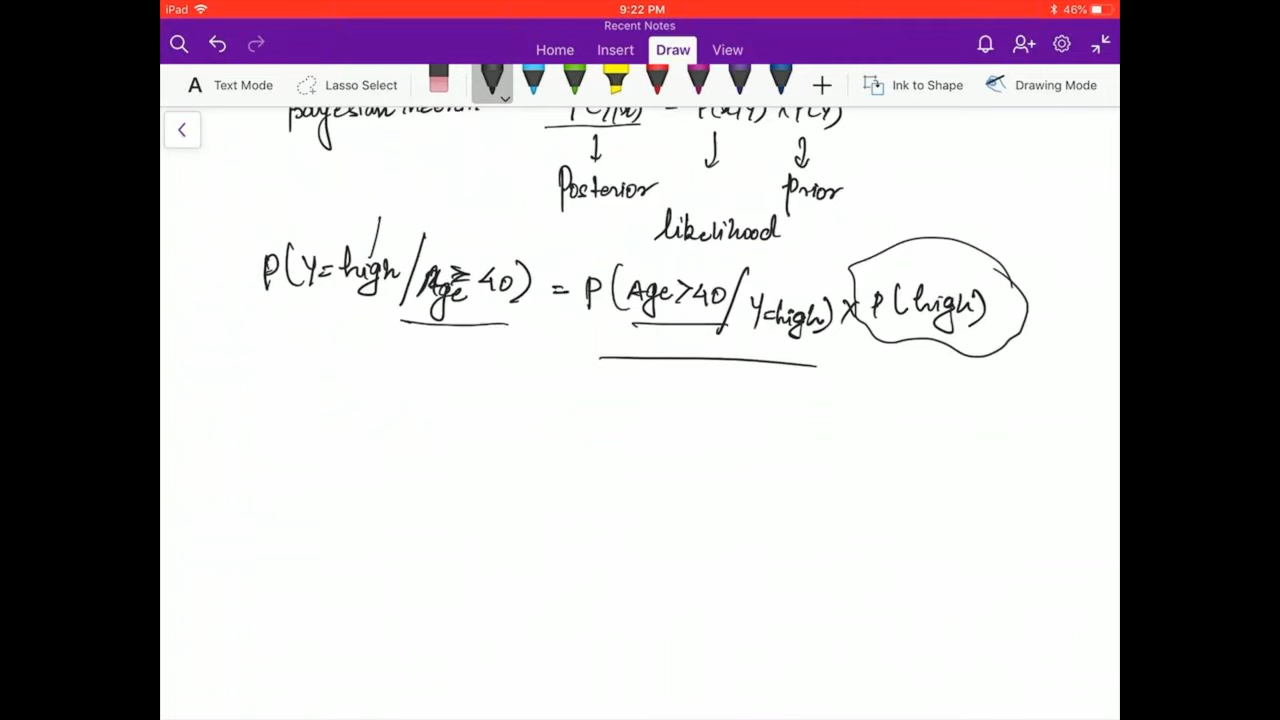 iPad 9:22 PM 46%
Recent Notes
Home Insert Draw View
A Text Mode Lasso Select Ink to Shape Drawing Mode
Bayesian
Posterior Prior
likelihood
P(Y=high/Age≥40) = P(Age>40/Y=high) x P(high)